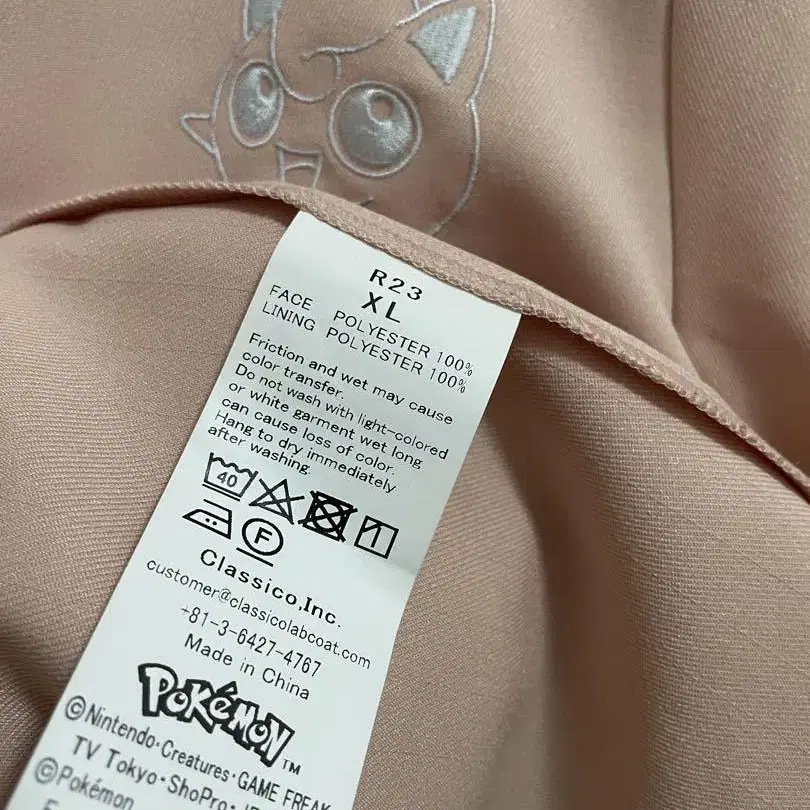 R23
XL
FACE POLYESTER 100%
LINING POLYESTER 100%
Friction and wet may cause
color transfer.
Do not wash with light-colored
or white garment wet long
can cause loss of color.
Hang to dry immediately
after washing.
40
F
Classico,Inc.
customer@classicolabcoat.com
+81-3-6427-4767
Made in China
POKéMON TM
©Nintendo・Creatures・GAME FREAK
TV Tokyo・ShoPro・
©Pokémon